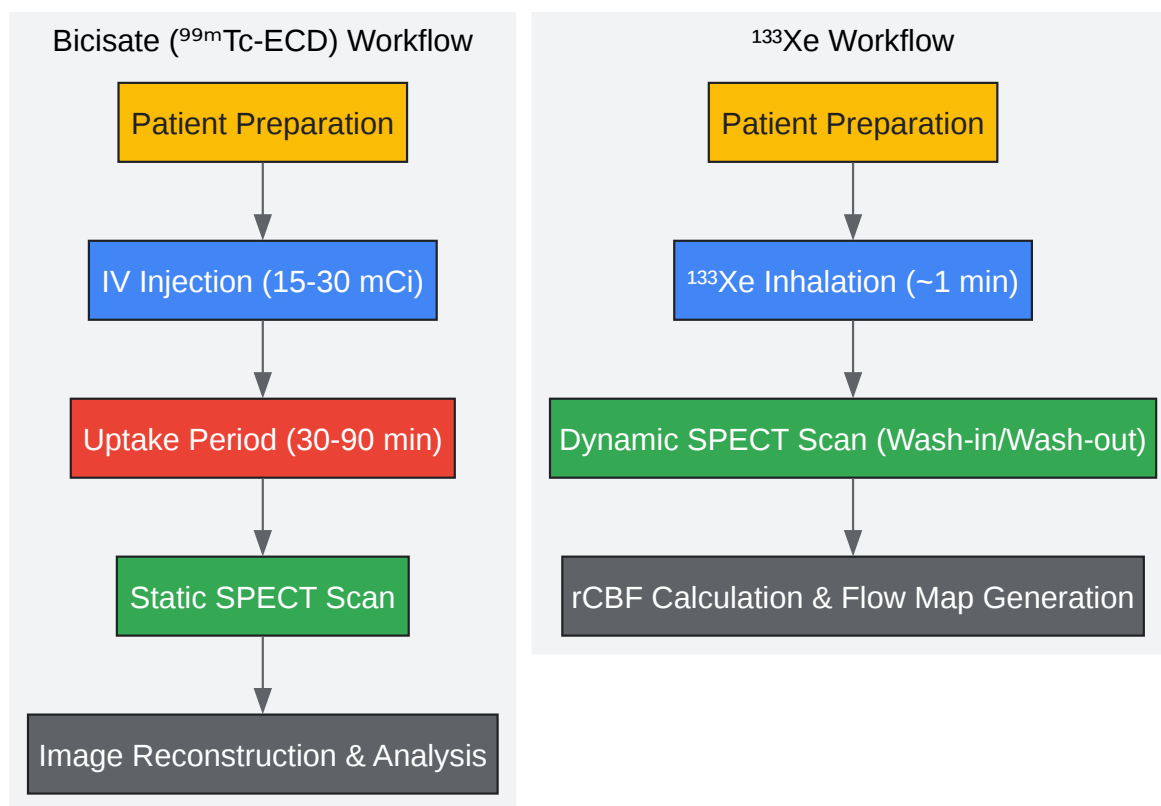 Bicisate (⁹⁹ᵐTc-ECD) Workflow
Patient Preparation
IV Injection (15-30 mCi)
Uptake Period (30-90 min)
Static SPECT Scan
Image Reconstruction & Analysis
¹³³Xe Workflow
Patient Preparation
¹³³Xe Inhalation (~1 min)
Dynamic SPECT Scan (Wash-in/Wash-out)
rCBF Calculation & Flow Map Generation